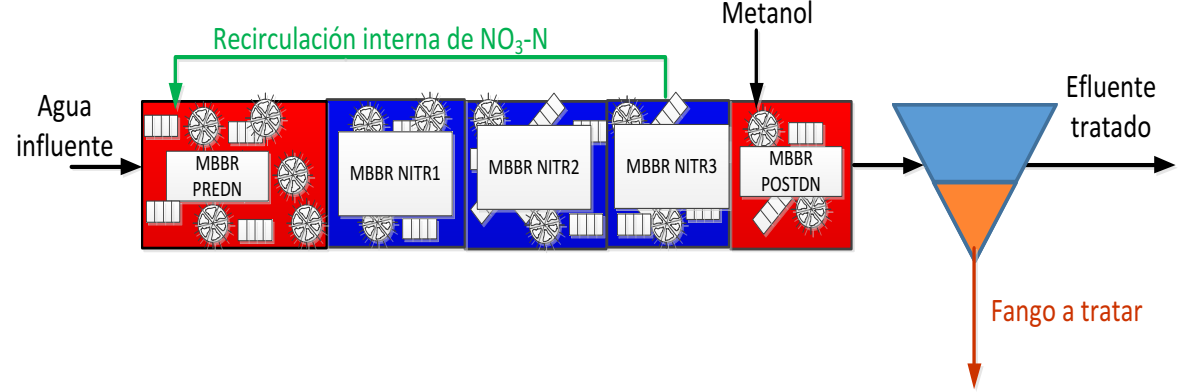 Metanol
Recirculación interna de NO₃-N
Agua
influente
Efluente
tratado
MBBR
PREDN
MBBR NITR1
MBBR NITR2
MBBR NITR3
MBBR
POSTDN
Fango a tratar